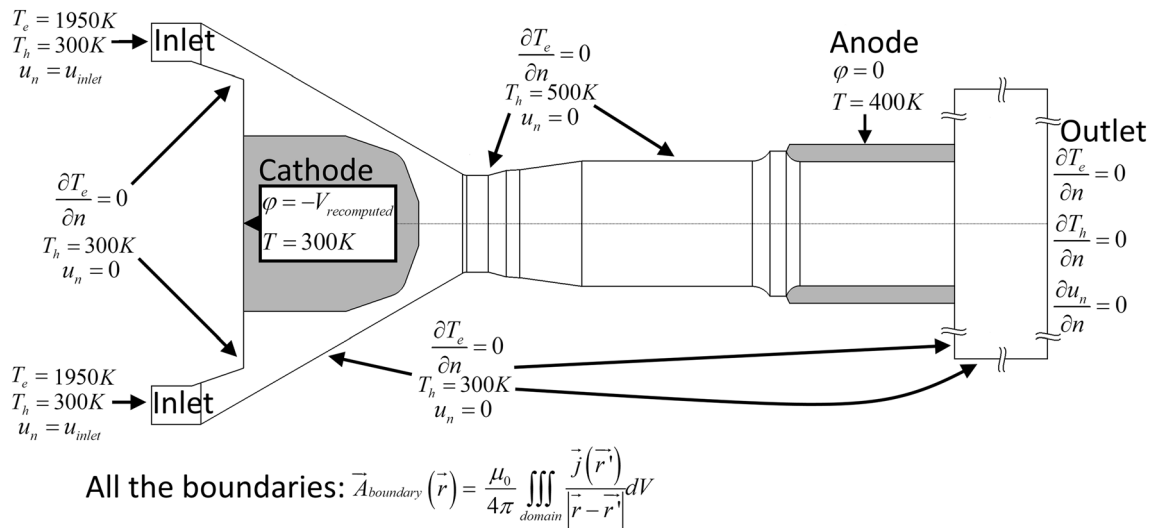 T_e = 1950K
T_h = 300K
u_n = u_inlet
Inlet
∂T_e/∂n = 0
T_h = 500K
u_n = 0
Anode
φ = 0
T = 400K
Outlet
∂T_e/∂n = 0
∂T_h/∂n = 0
∂u_n/∂n = 0
Cathode
φ = −V_recomputed
T = 300K
∂T_e/∂n = 0
T_h = 300K
u_n = 0
∂T_e/∂n = 0
T_h = 300K
u_n = 0
T_e = 1950K
T_h = 300K
u_n = u_inlet
Inlet
All the boundaries: A⃗_boundary (r⃗) = μ₀/4π ∭_domain j⃗(r⃗')/|r⃗ − r⃗'| dV